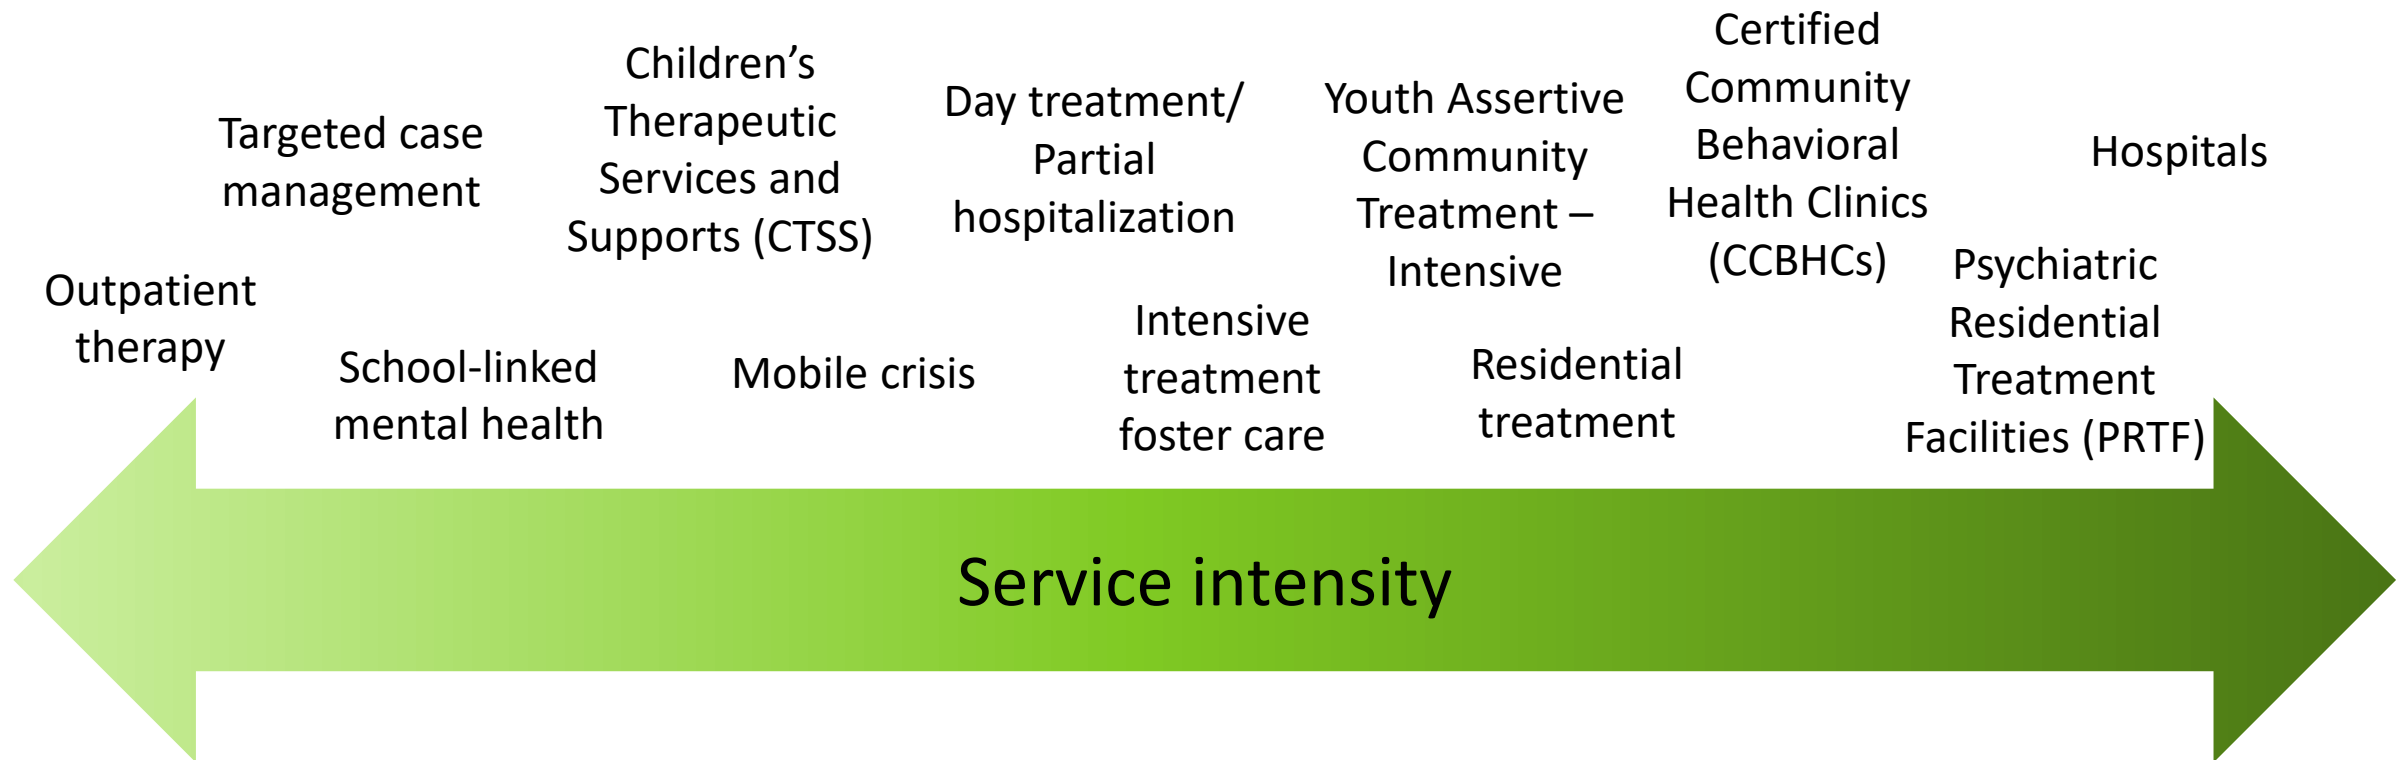 Outpatient
therapy
Targeted case
management
School-linked
mental health
Children’s
Therapeutic
Services and
Supports (CTSS)
Mobile crisis
Day treatment/
Partial
hospitalization
Intensive
treatment
foster care
Youth Assertive
Community
Treatment –
Intensive
Residential
treatment
Certified
Community
Behavioral
Health Clinics
(CCBHCs)
Psychiatric
Residential
Treatment
Facilities (PRTF)
Hospitals
Service intensity